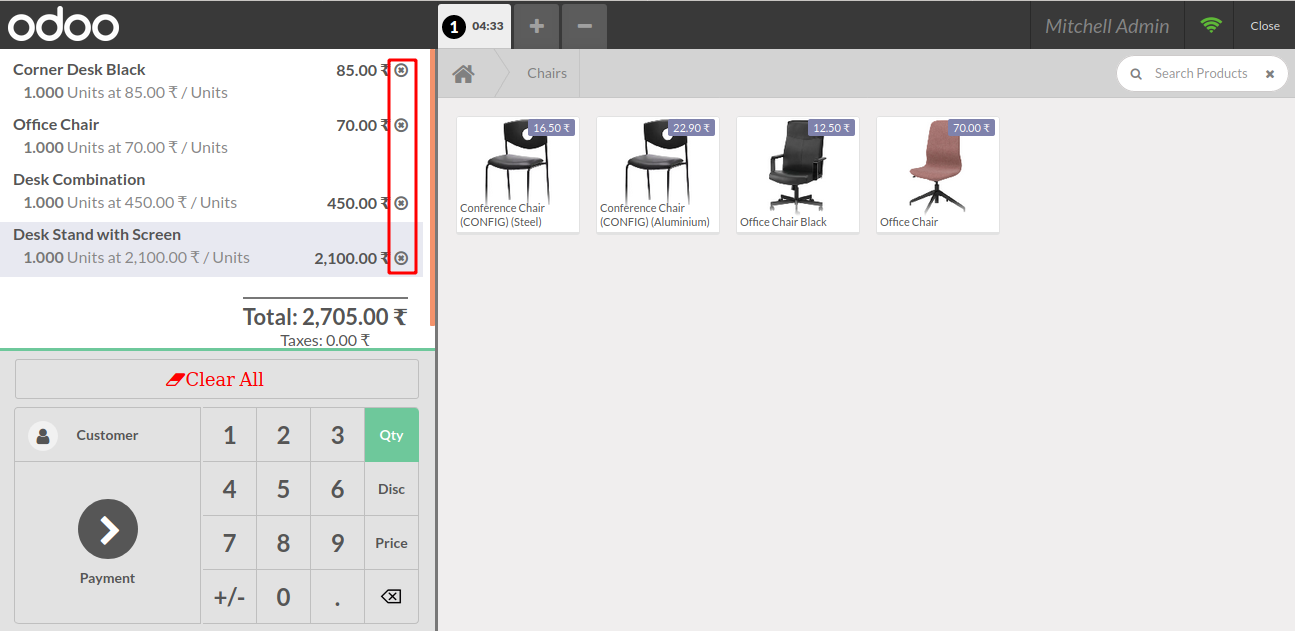 odoo
1 04:33 + −
Mitchell Admin
Close
Chairs
Search Products ×
Corner Desk Black 85.00 ₹
1.000 Units at 85.00 ₹ / Units
Office Chair 70.00 ₹
1.000 Units at 70.00 ₹ / Units
Desk Combination
1.000 Units at 450.00 ₹ / Units 450.00 ₹
Desk Stand with Screen
1.000 Units at 2,100.00 ₹ / Units 2,100.00 ₹
Total: 2,705.00 ₹
Taxes: 0.00 ₹
Clear All
Customer
Payment
1 2 3 Qty
4 5 6 Disc
7 8 9 Price
+/- 0 .
16.50 ₹
Conference Chair
(CONFIG) (Steel)
22.90 ₹
Conference Chair
(CONFIG) (Aluminium)
12.50 ₹
Office Chair Black
70.00 ₹
Office Chair